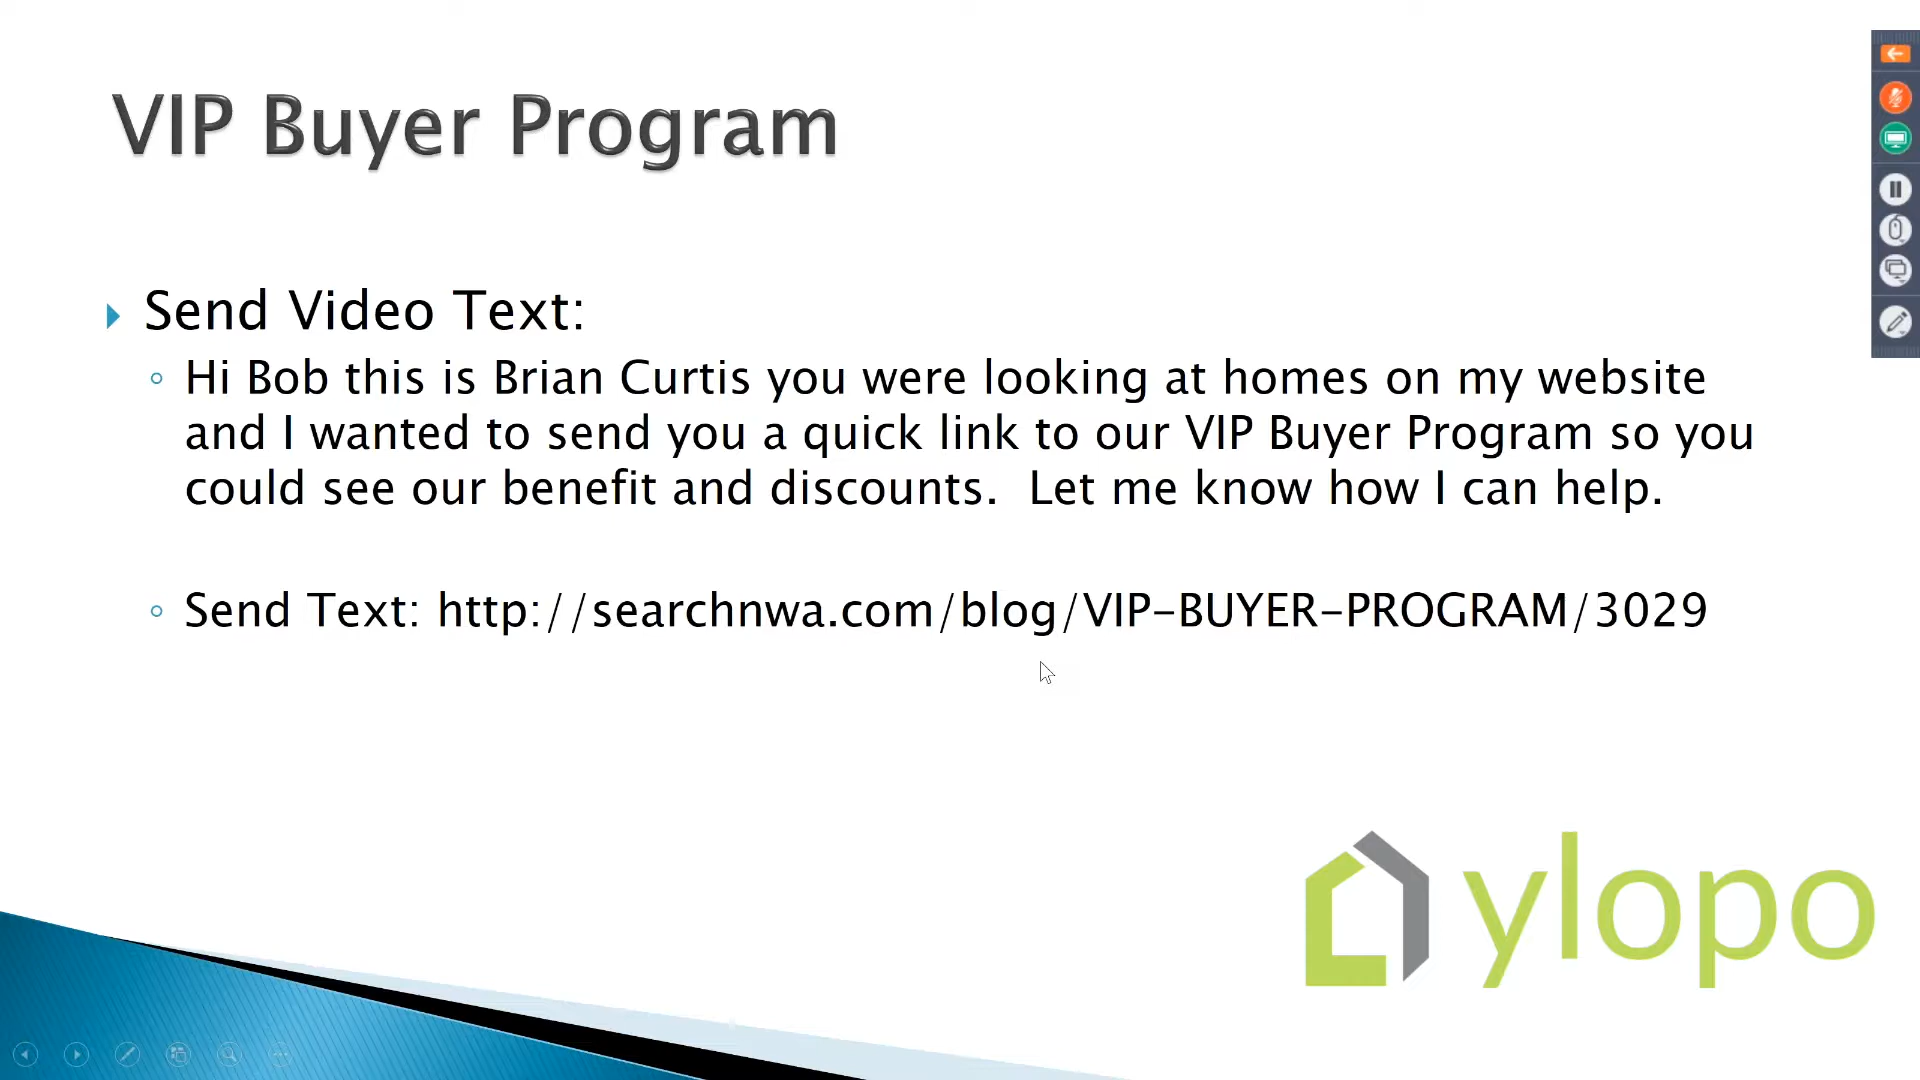 VIP Buyer Program
Send Video Text:
Hi Bob this is Brian Curtis you were looking at homes on my website
and I wanted to send you a quick link to our VIP Buyer Program so you
could see our benefit and discounts.  Let me know how I can help.
Send Text: http://searchnwa.com/blog/VIP-BUYER-PROGRAM/3029
ylopo